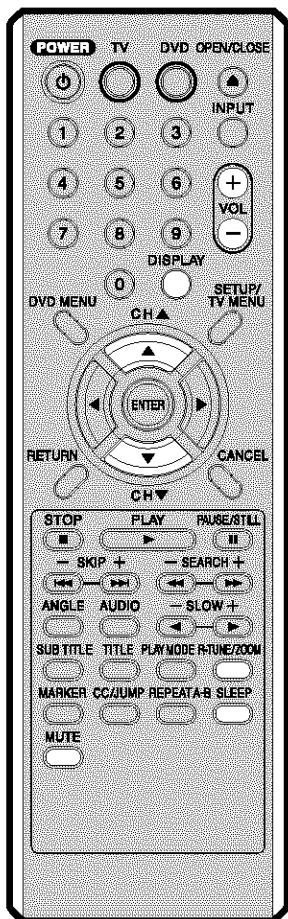 POWER TV DVD OPEN/CLOSE
INPUT
1 2 3
4 5 6 +
VOL
7 8 9 −
DISPLAY
0
DVD MENU SETUP/
TV MENU
CH▲
▲
◀ ENTER ▶
▼
RETURN CANCEL
CH▼
STOP PLAY PAUSE/STILL
− SKIP + − SEARCH +
ANGLE AUDIO − SLOW +
SUB TITLE TITLE PLAY MODE R-TUNE/ZOOM
MARKER CC/JUMP REPEAT A-B SLEEP
MUTE